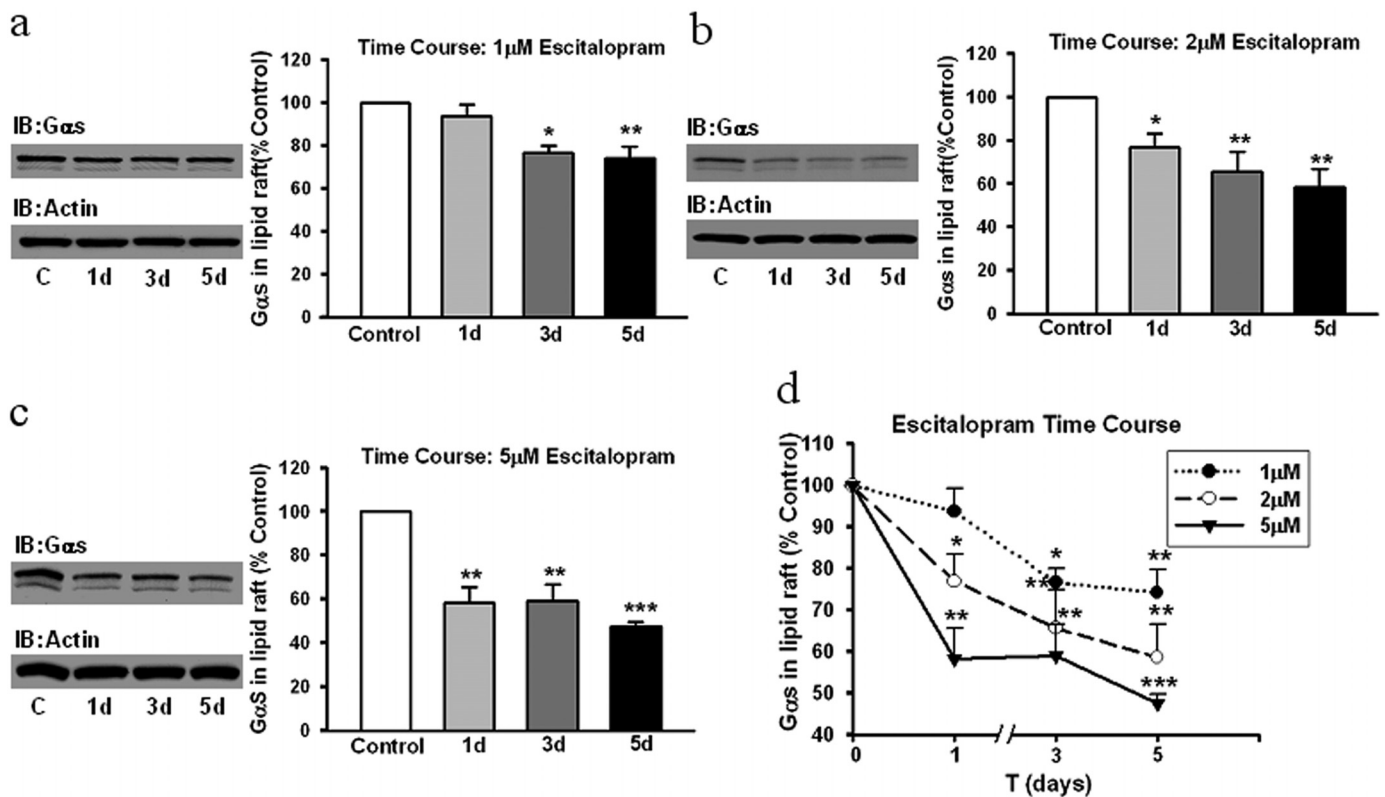 a
Time Course: 1μM Escitalopram
IB:Gαs
IB:Actin
C 1d 3d 5d
Gαs in lipid raft(%Control)
120
100
80
60
40
20
0
* **
Control 1d 3d 5d
b
Time Course: 2μM Escitalopram
IB:Gαs
IB:Actin
C 1d 3d 5d
Gαs in lipid raft(%Control)
120
100
80
60
40
20
0
* ** **
Control 1d 3d 5d
c
Time Course: 5μM Escitalopram
IB:Gαs
IB:Actin
C 1d 3d 5d
GαS in lipid raft (% Control)
120
100
80
60
40
20
0
** ** ***
Control 1d 3d 5d
d
Escitalopram Time Course
Gαs in lipid raft (% Control)
110
100
90
80
70
60
50
40
1μM
2μM
5μM
* * **
** ** ** **
***
0 1 3 5
T (days)